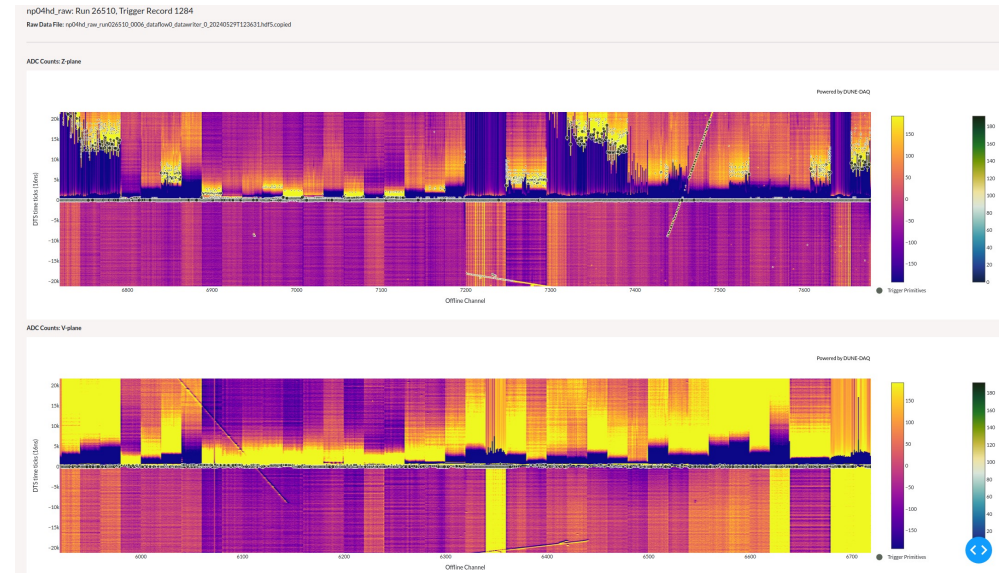 np04hd_raw: Run 26510, Trigger Record 1284
Raw Data File: np04hd_raw_run026510_0006_dataflow0_datawriter_0_20240529T123631.hdf5.copied
ADC Counts: Z-plane
Powered by DUNE-DAQ
20k
15k
10k
5k
0
−5k
−10k
−15k
−20k
DTS time ticks (16ns)
6800
6900
7000
7100
7200
7300
7400
7500
7600
Offline Channel
150
100
50
0
−50
−100
−150
180
160
140
120
100
80
60
40
20
0
Trigger Primitives
ADC Counts: V-plane
Powered by DUNE-DAQ
20k
15k
10k
5k
0
−5k
−10k
−15k
−20k
DTS time ticks (16ns)
6000
6100
6200
6300
6400
6500
6600
6700
Offline Channel
150
100
50
0
−50
−100
−150
180
160
140
120
100
80
60
40
20
Trigger Primitives